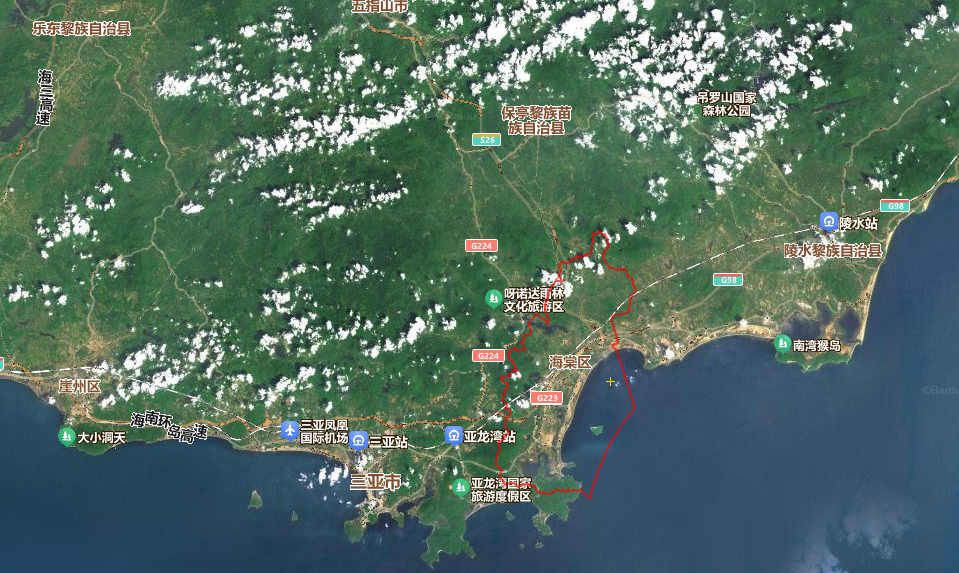 五指山市
乐东黎族自治县
海三高速
吊罗山国家
森林公园
保亭黎族苗
族自治县
S26
G98
陵水站
陵水黎族自治县
G224
G98
呀诺达雨林
文化旅游区
南湾猴岛
G224
海棠区
崖州区
G223
海南环岛高速
大小洞天
三亚凤凰
国际机场
三亚站
亚龙湾站
三亚市
亚龙湾国家
旅游度假区